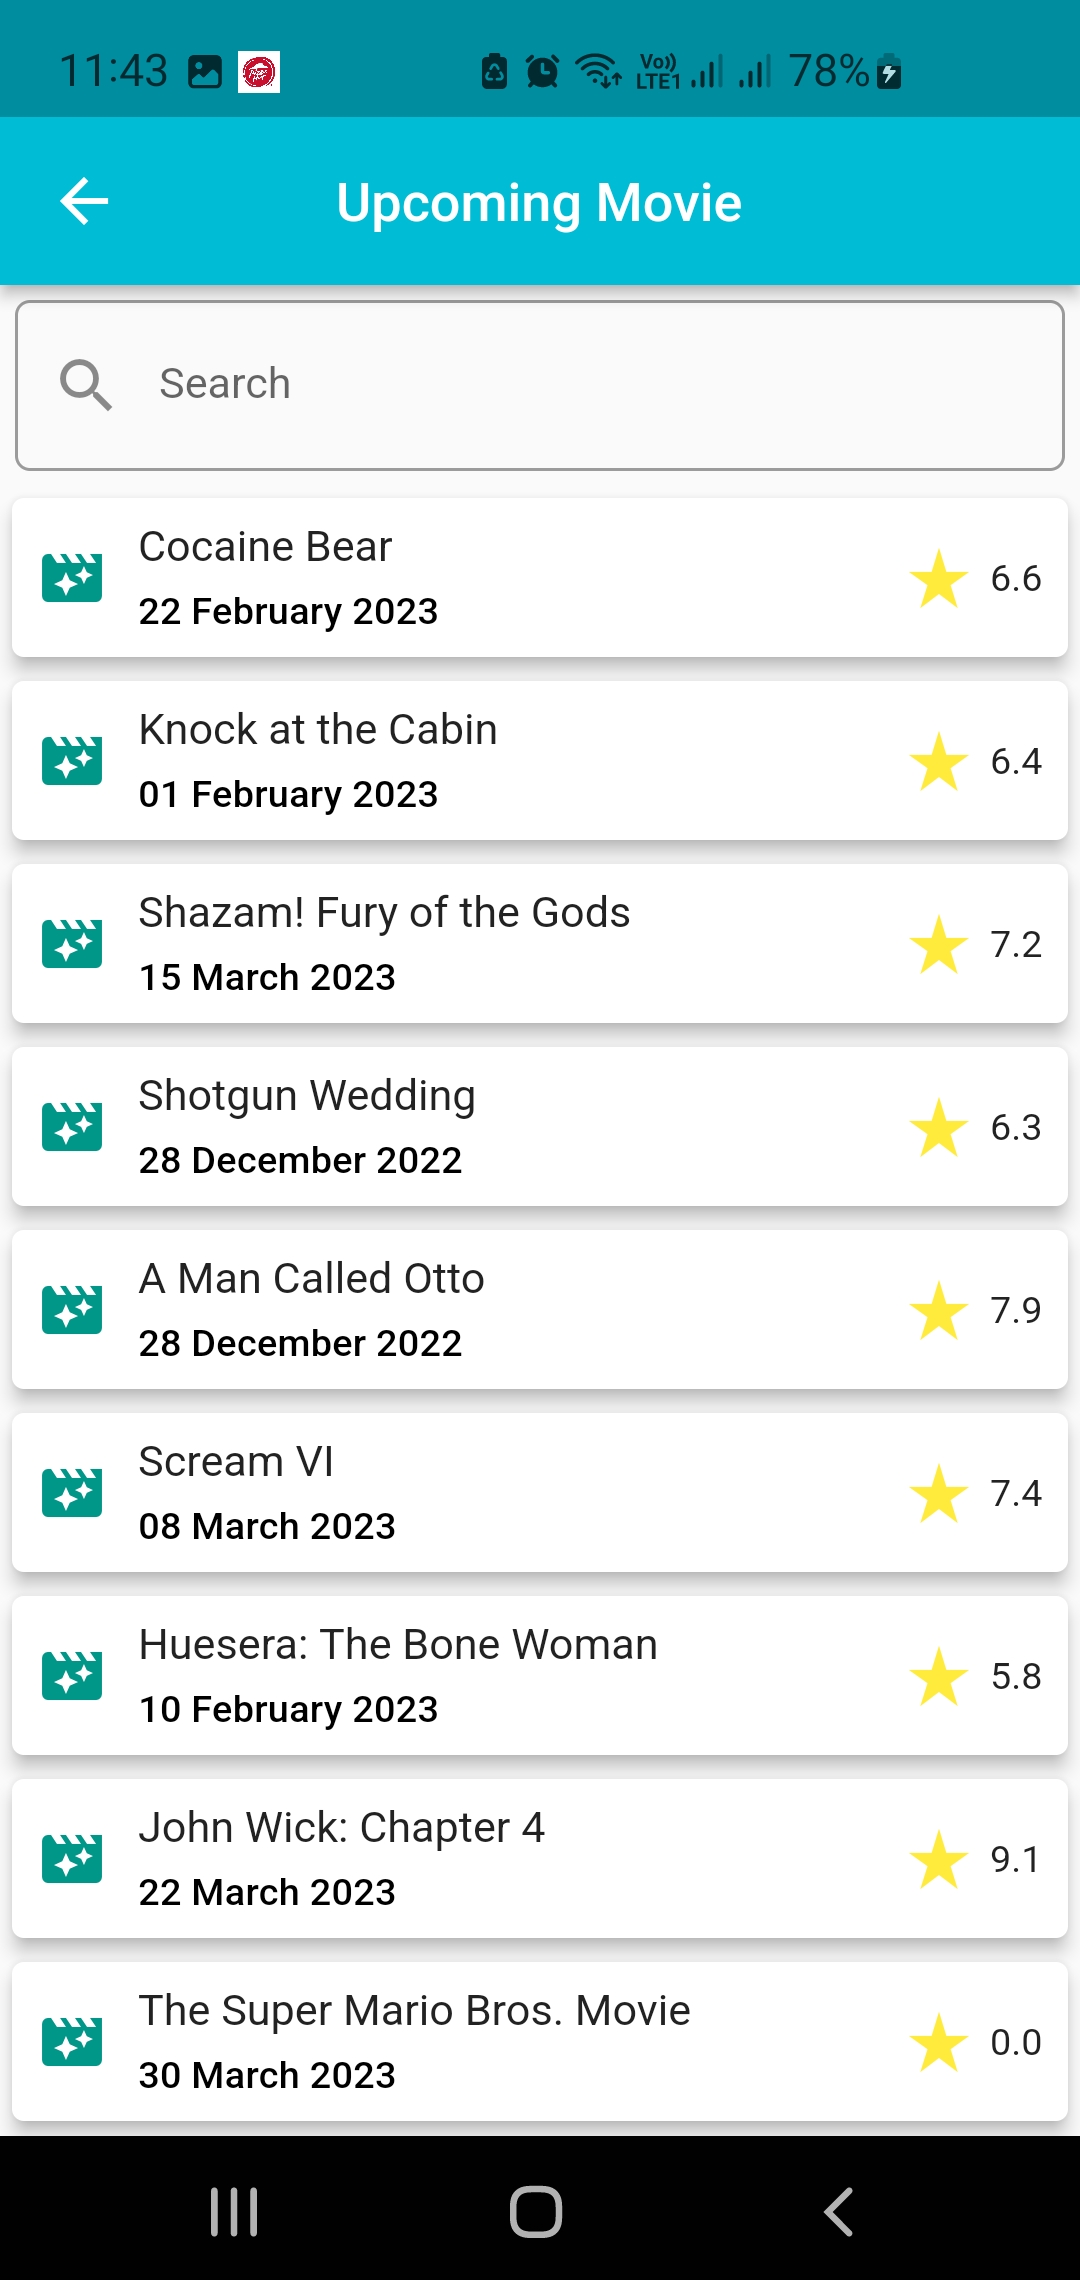 11:43 Vo)) LTE1 78%
Upcoming Movie
Search
Cocaine Bear
22 February 2023
6.6
Knock at the Cabin
01 February 2023
6.4
Shazam! Fury of the Gods
15 March 2023
7.2
Shotgun Wedding
28 December 2022
6.3
A Man Called Otto
28 December 2022
7.9
Scream VI
08 March 2023
7.4
Huesera: The Bone Woman
10 February 2023
5.8
John Wick: Chapter 4
22 March 2023
9.1
The Super Mario Bros. Movie
30 March 2023
0.0